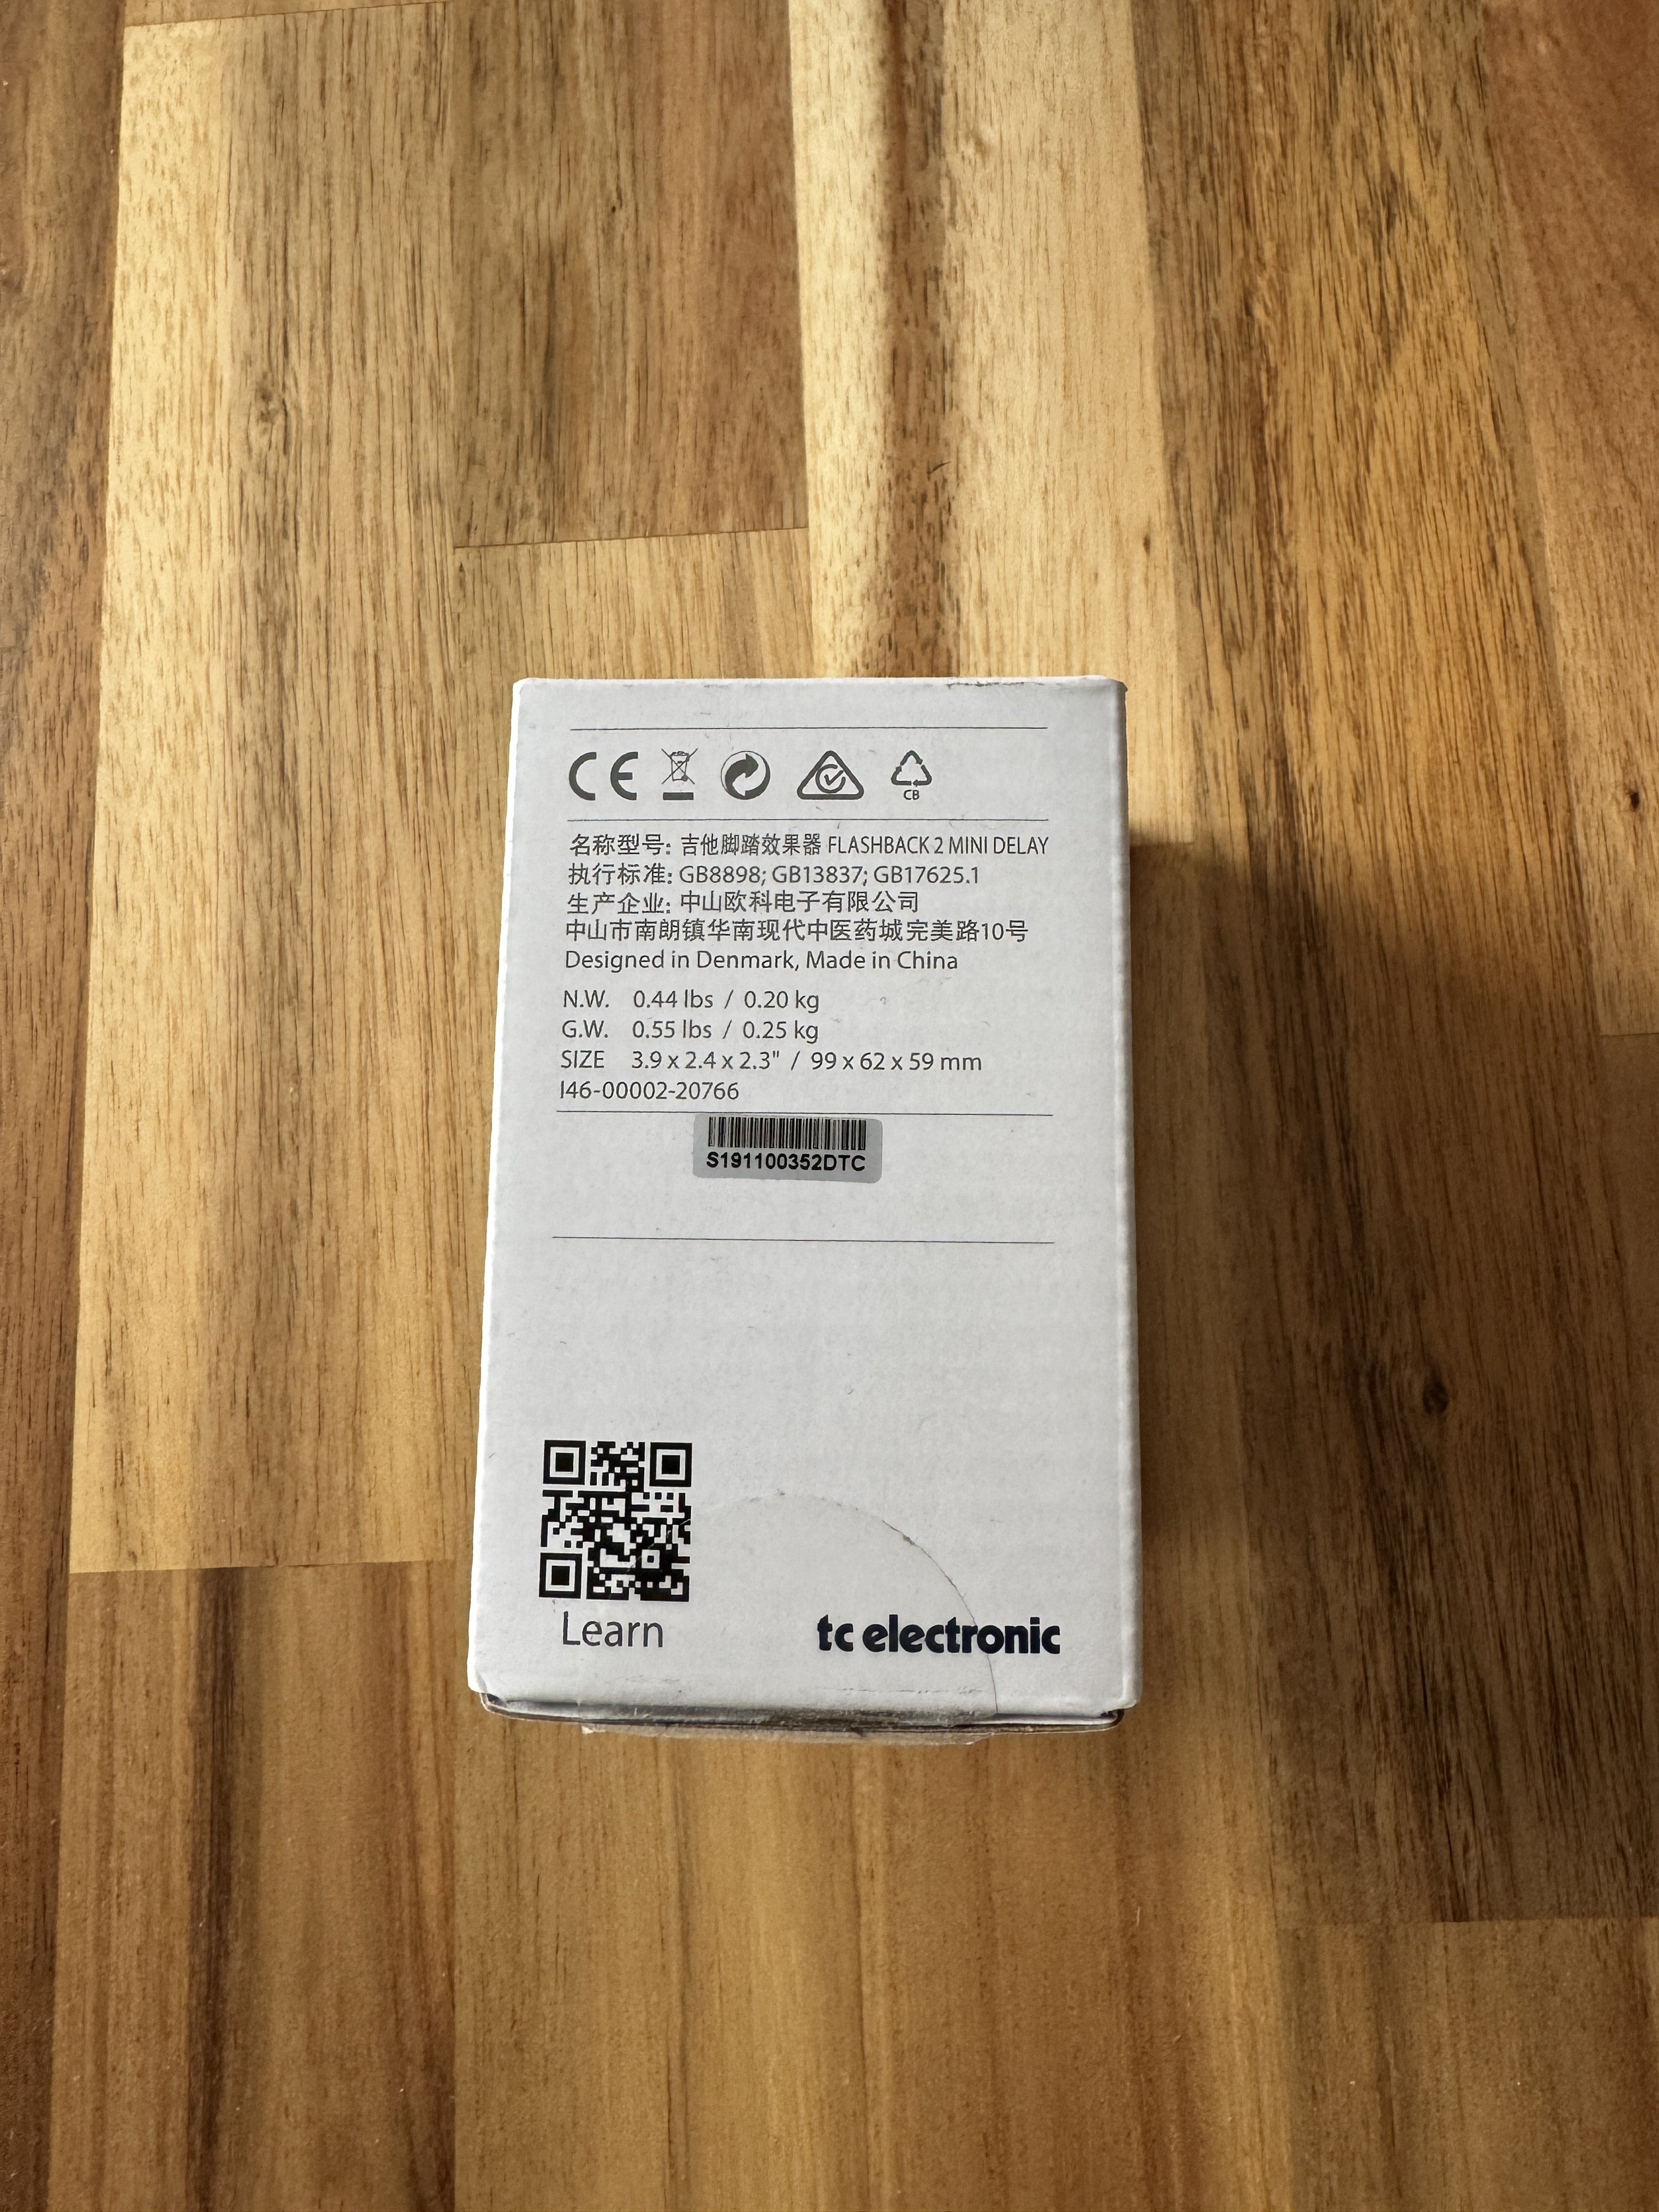 CE
CB
名称型号: 吉他脚踏效果器 FLASHBACK 2 MINI DELAY
执行标准: GB8898; GB13837; GB17625.1
生产企业: 中山欧科电子有限公司
中山市南朗镇华南现代中医药城完美路10号
Designed in Denmark, Made in China
N.W. 0.44 lbs / 0.20 kg
G.W. 0.55 lbs / 0.25 kg
SIZE 3.9 x 2.4 x 2.3" / 99 x 62 x 59 mm
I46-00002-20766
S191100352DTC
Learn
tc electronic